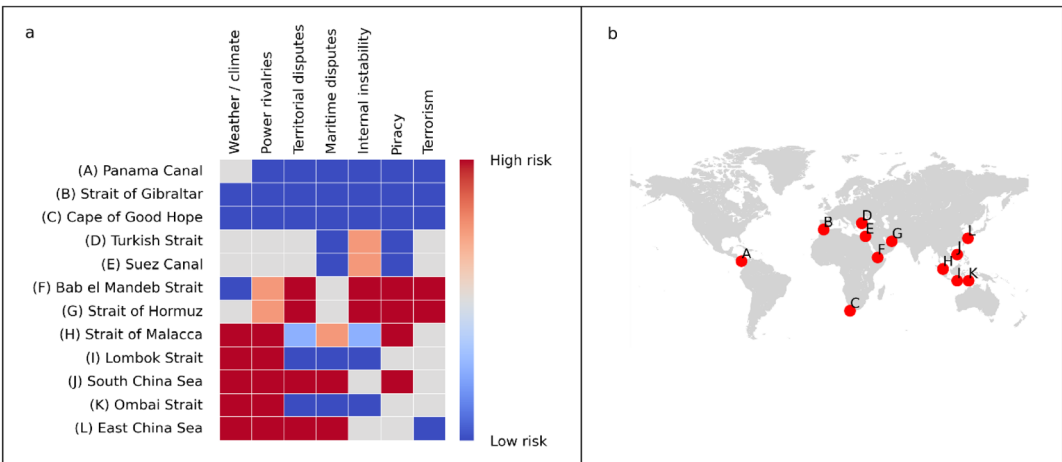 a
Weather / climate
Power rivalries
Territorial disputes
Maritime disputes
Internal instability
Piracy
Terrorism
(A) Panama Canal
(B) Strait of Gibraltar
(C) Cape of Good Hope
(D) Turkish Strait
(E) Suez Canal
(F) Bab el Mandeb Strait
(G) Strait of Hormuz
(H) Strait of Malacca
(I) Lombok Strait
(J) South China Sea
(K) Ombai Strait
(L) East China Sea
High risk
Low risk
b
A
B
C
D
E
F
G
H
I
J
K
L